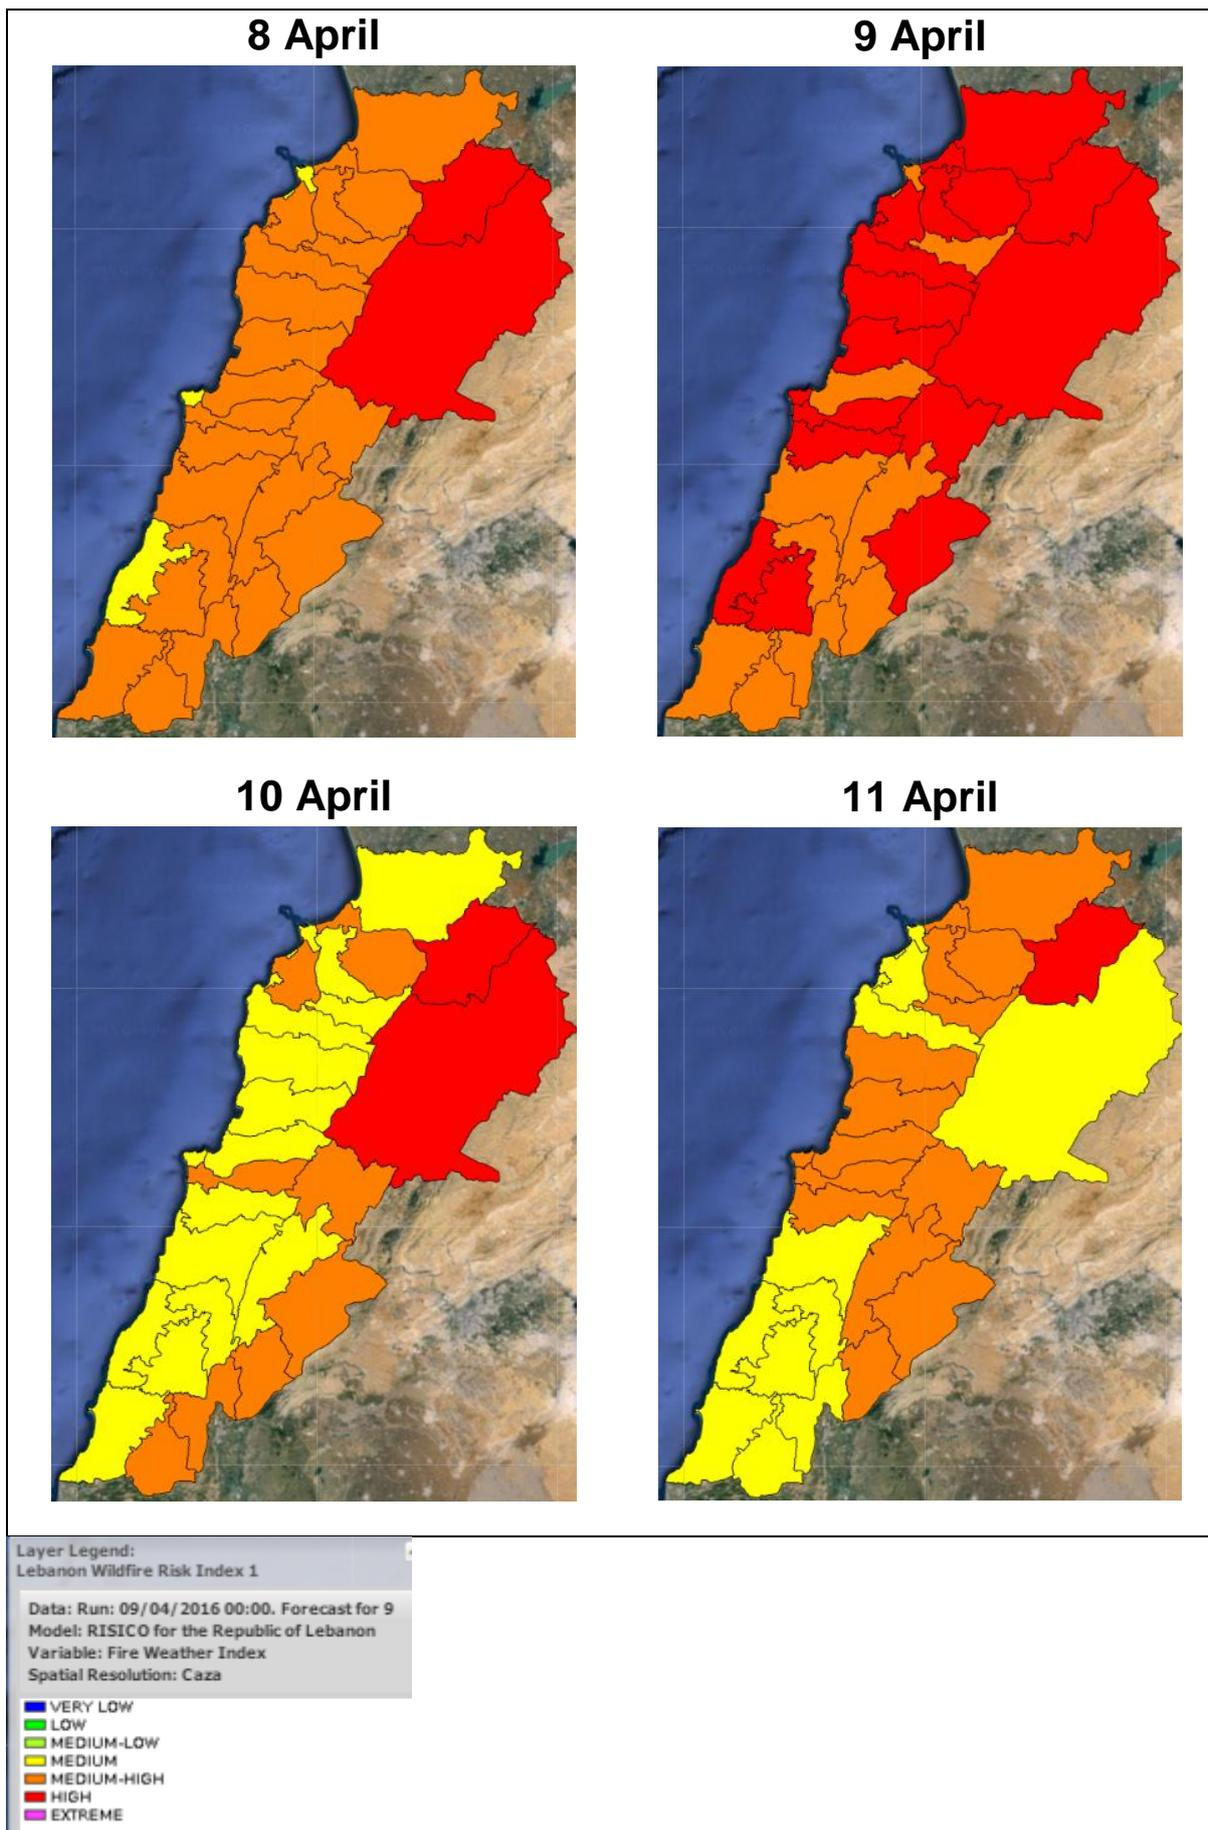 8 April
9 April
10 April
11 April
Layer Legend:
Lebanon Wildfire Risk Index 1
Data: Run: 09/04/2016 00:00. Forecast for 9
Model: RISICO for the Republic of Lebanon
Variable: Fire Weather Index
Spatial Resolution: Caza
VERY LOW
LOW
MEDIUM-LOW
MEDIUM
MEDIUM-HIGH
HIGH
EXTREME